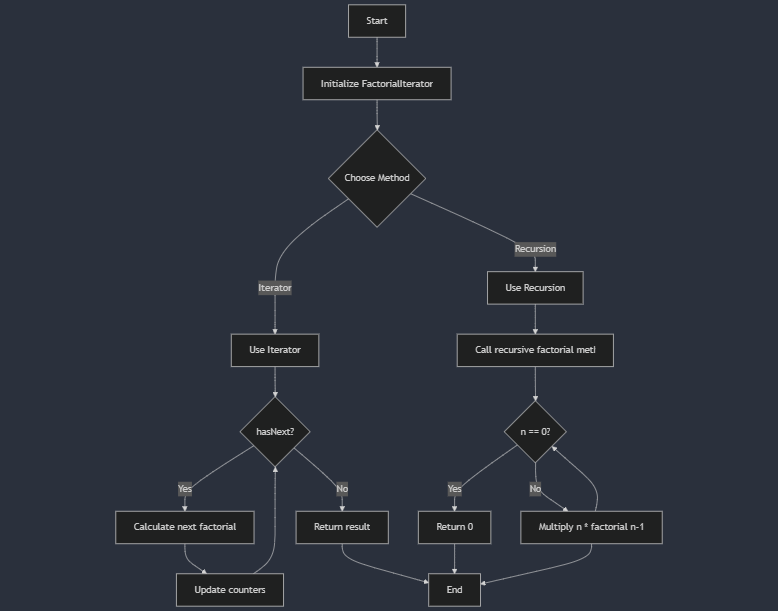 Start
Initialize FactorialIterator
Choose Method
Recursion
Iterator
Use Recursion
Use Iterator
Call recursive factorial met
hasNext?
n == 0?
Yes
No
Yes
No
Calculate next factorial
Return result
Return 0
Multiply n * factorial n-1
Update counters
End